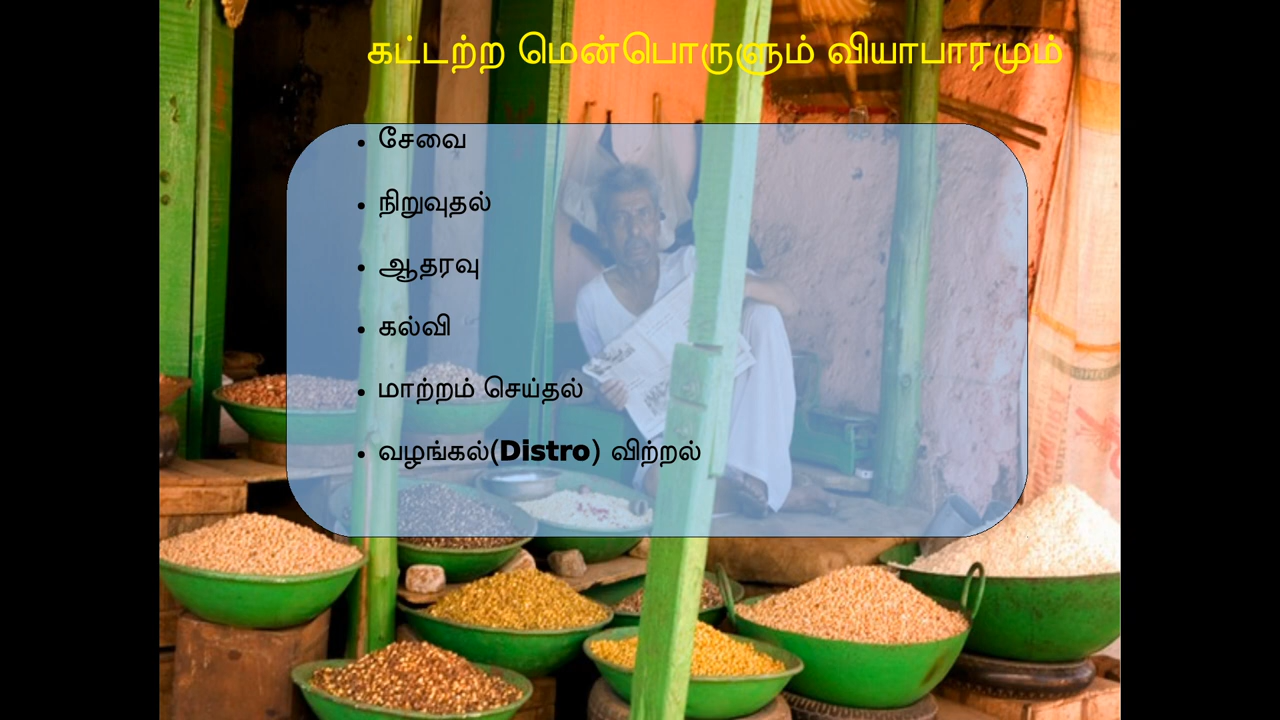 கட்டற்ற மென்பொருளும் வியாபாரமும்
• சேவை
• நிறுவுதல்
• ஆதரவு
• கல்வி
• மாற்றம் செய்தல்
• வழங்கல்(Distro) விற்றல்